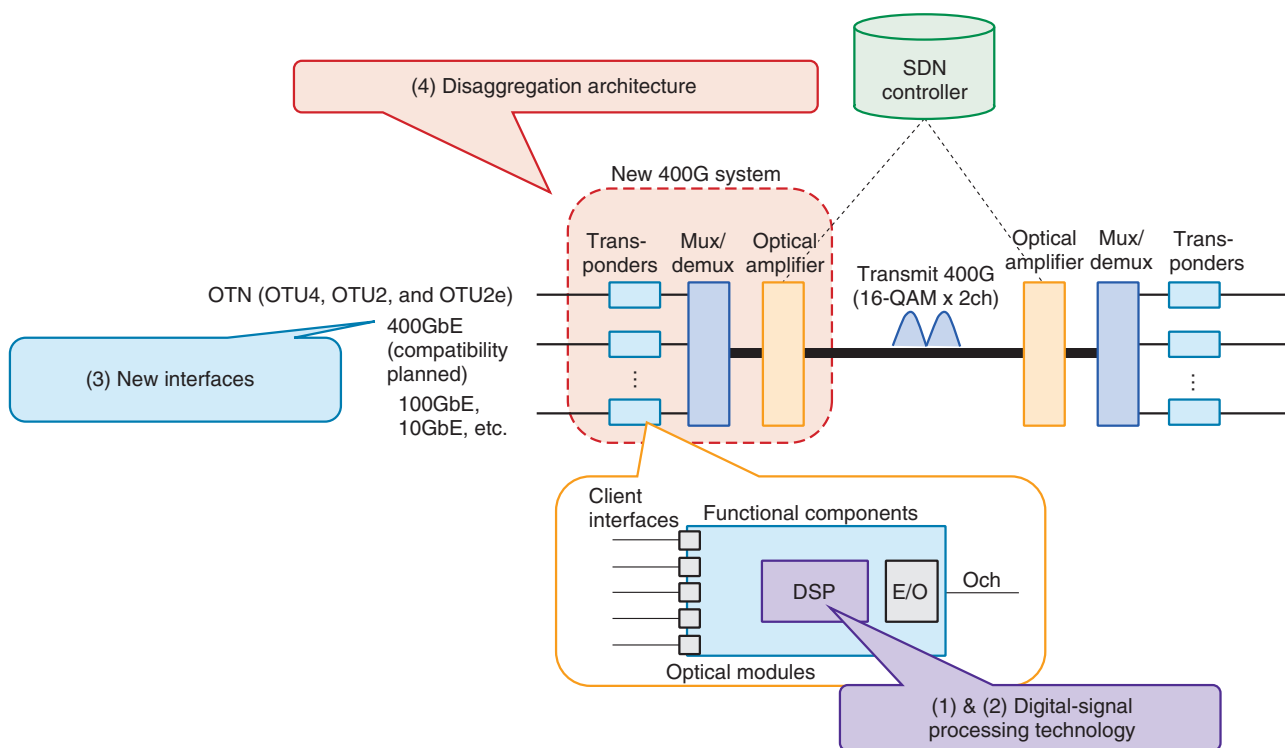 SDN
controller
(4) Disaggregation architecture
New 400G system
Trans-
ponders
Mux/
demux
Optical
amplifier
Transmit 400G
(16-QAM x 2ch)
Optical
amplifier
Mux/
demux
Trans-
ponders
OTN (OTU4, OTU2, and OTU2e)
400GbE
(compatibility
planned)
⋮
⋮
(3) New interfaces
100GbE,
10GbE, etc.
Client
interfaces
Functional components
DSP
E/O
Och
Optical modules
(1) & (2) Digital-signal
processing technology